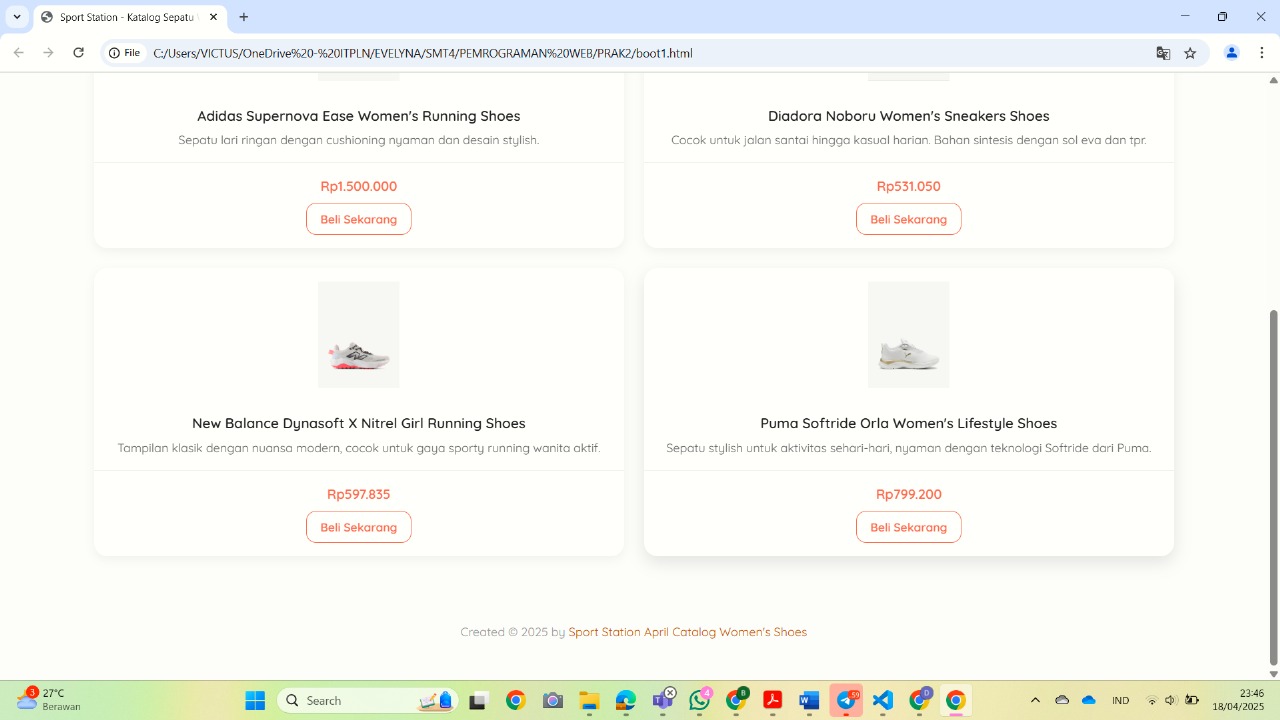 Sport Station - Katalog Sepatu
File
C:/Users/VICTUS/OneDrive%20-%20ITPLN/EVELYNA/SMT4/PEMROGRAMAN%20WEB/PRAK2/boot1.html
Adidas Supernova Ease Women's Running Shoes
Sepatu lari ringan dengan cushioning nyaman dan desain stylish.
Rp1.500.000
Beli Sekarang
Diadora Noboru Women's Sneakers Shoes
Cocok untuk jalan santai hingga kasual harian. Bahan sintesis dengan sol eva dan tpr.
Rp531.050
Beli Sekarang
New Balance Dynasoft X Nitrel Girl Running Shoes
Tampilan klasik dengan nuansa modern, cocok untuk gaya sporty running wanita aktif.
Rp597.835
Beli Sekarang
Puma Softride Orla Women's Lifestyle Shoes
Sepatu stylish untuk aktivitas sehari-hari, nyaman dengan teknologi Softride dari Puma.
Rp799.200
Beli Sekarang
Created © 2025 by Sport Station April Catalog Women's Shoes
3
27°C
Berawan
Search
4
B
59
D
IND
23:46
18/04/2025